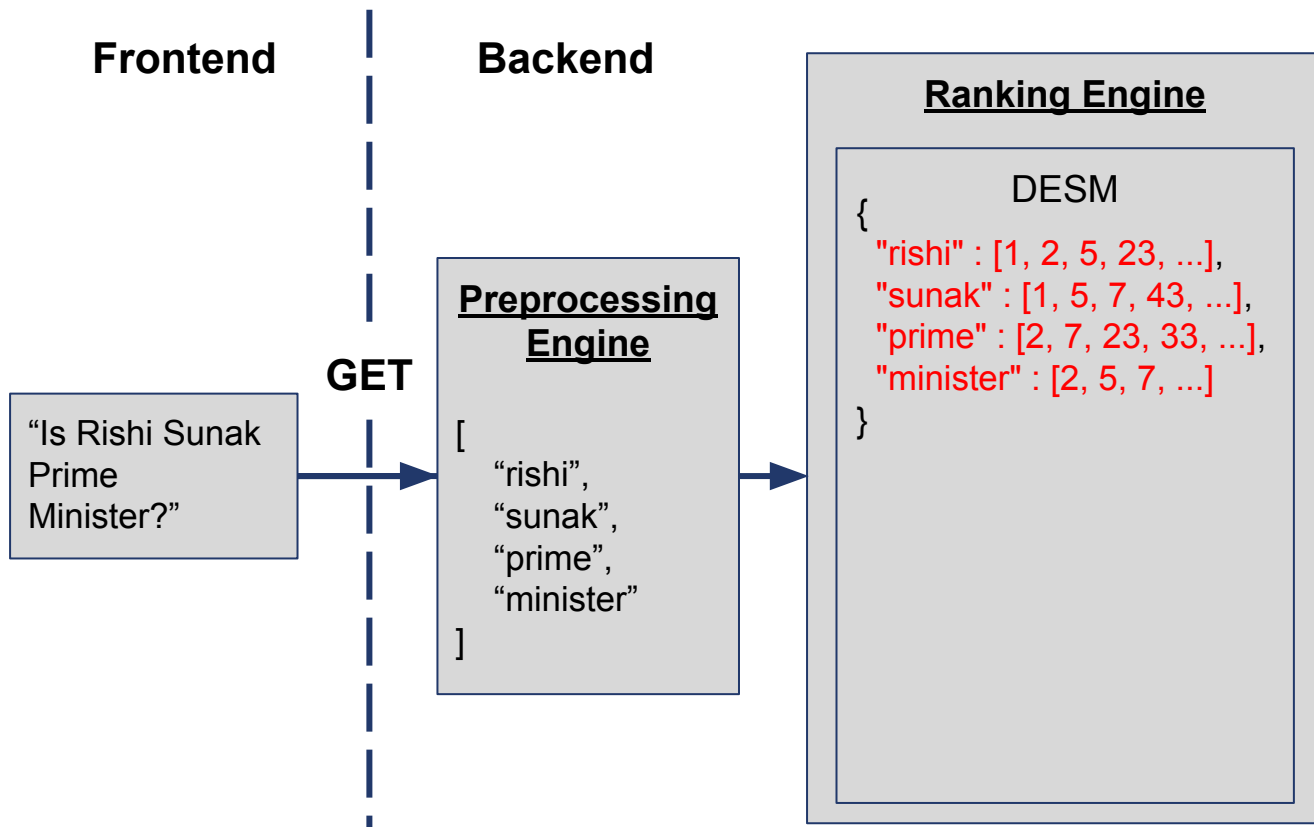 Frontend
Backend
GET
“Is Rishi Sunak
Prime
Minister?”
Preprocessing
Engine
[
“rishi”,
“sunak”,
“prime”,
“minister”
]
Ranking Engine
DESM
{
"rishi" : [1, 2, 5, 23, ...],
"sunak" : [1, 5, 7, 43, ...],
"prime" : [2, 7, 23, 33, ...],
"minister" : [2, 5, 7, ...]
}